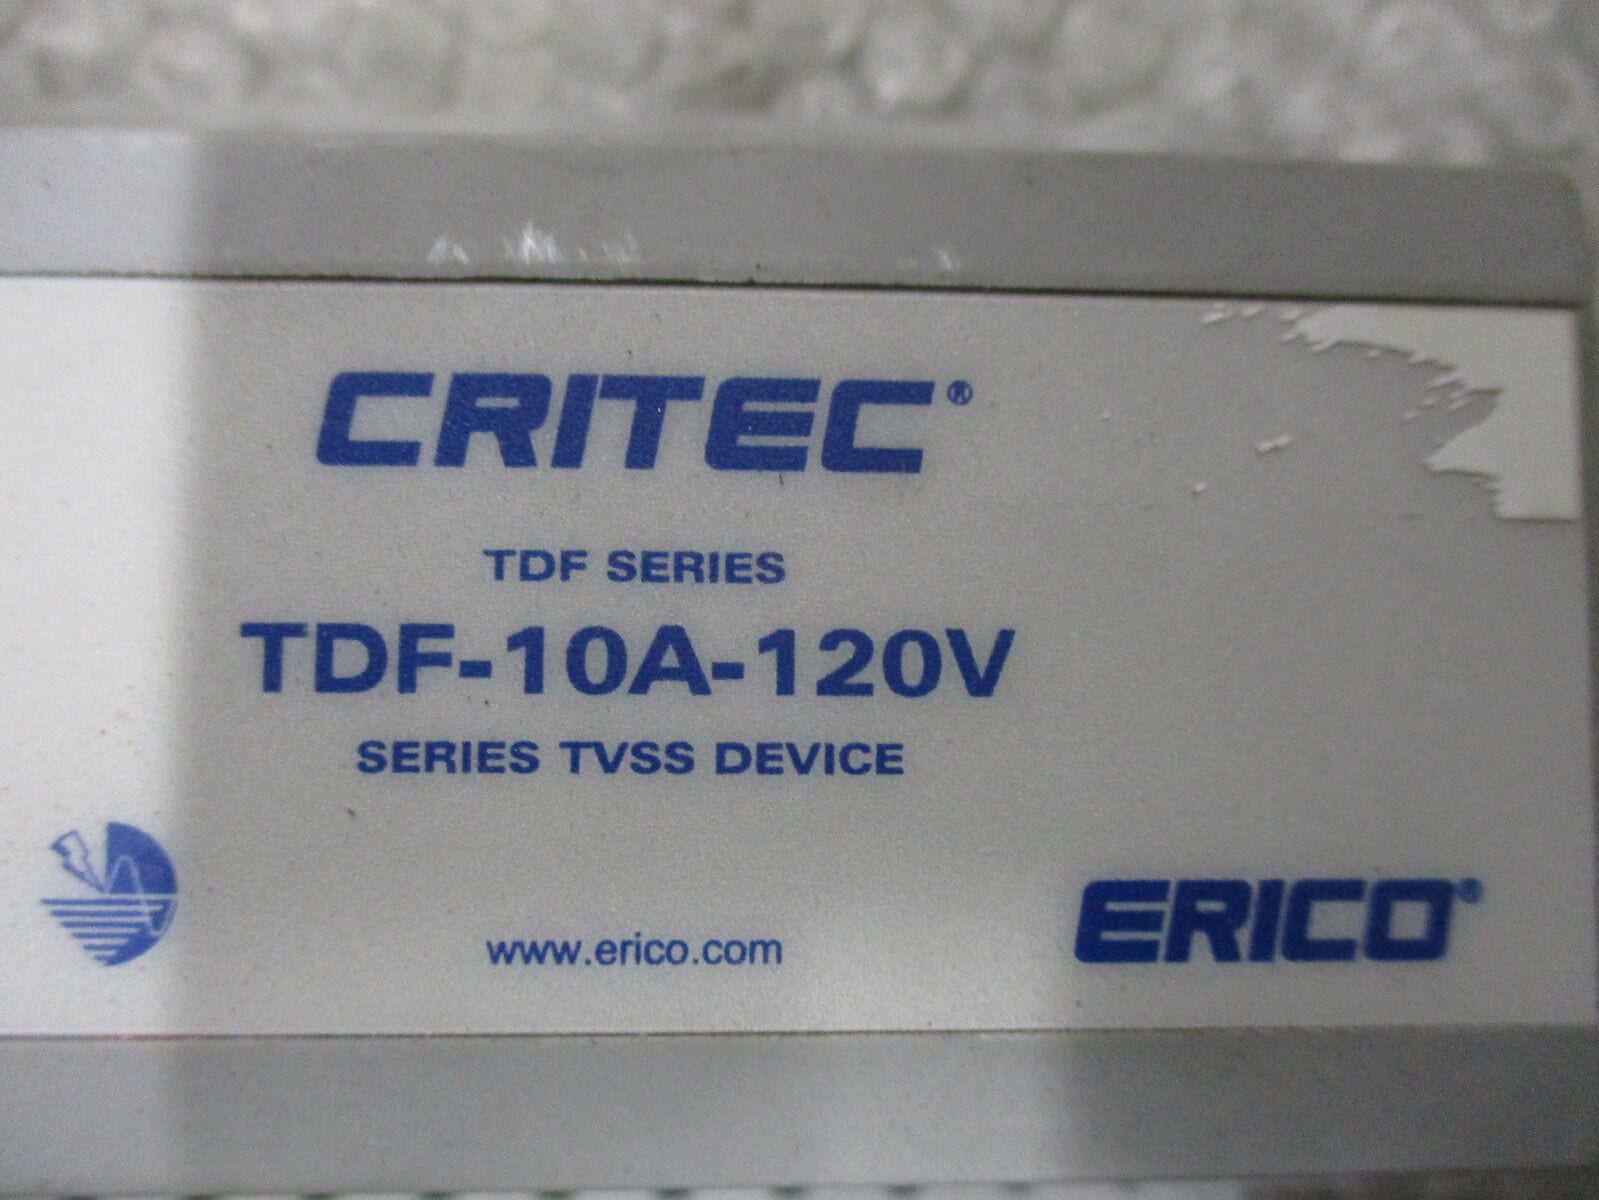 CRITEC®
TDF SERIES
TDF-10A-120V
SERIES TVSS DEVICE
www.erico.com
ERICO®